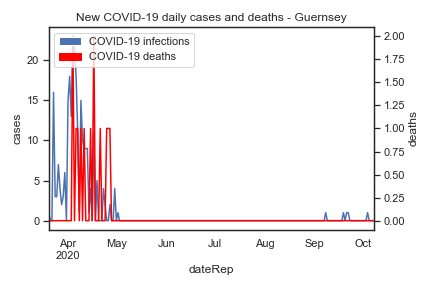 New COVID-19 daily cases and deaths - Guernsey
COVID-19 infections
COVID-19 deaths
cases
20
15
10
5
0
2.00
1.75
1.50
1.25
1.00
0.75
0.50
0.25
0.00
deaths
Apr May Jun Jul Aug Sep Oct
2020
dateRep